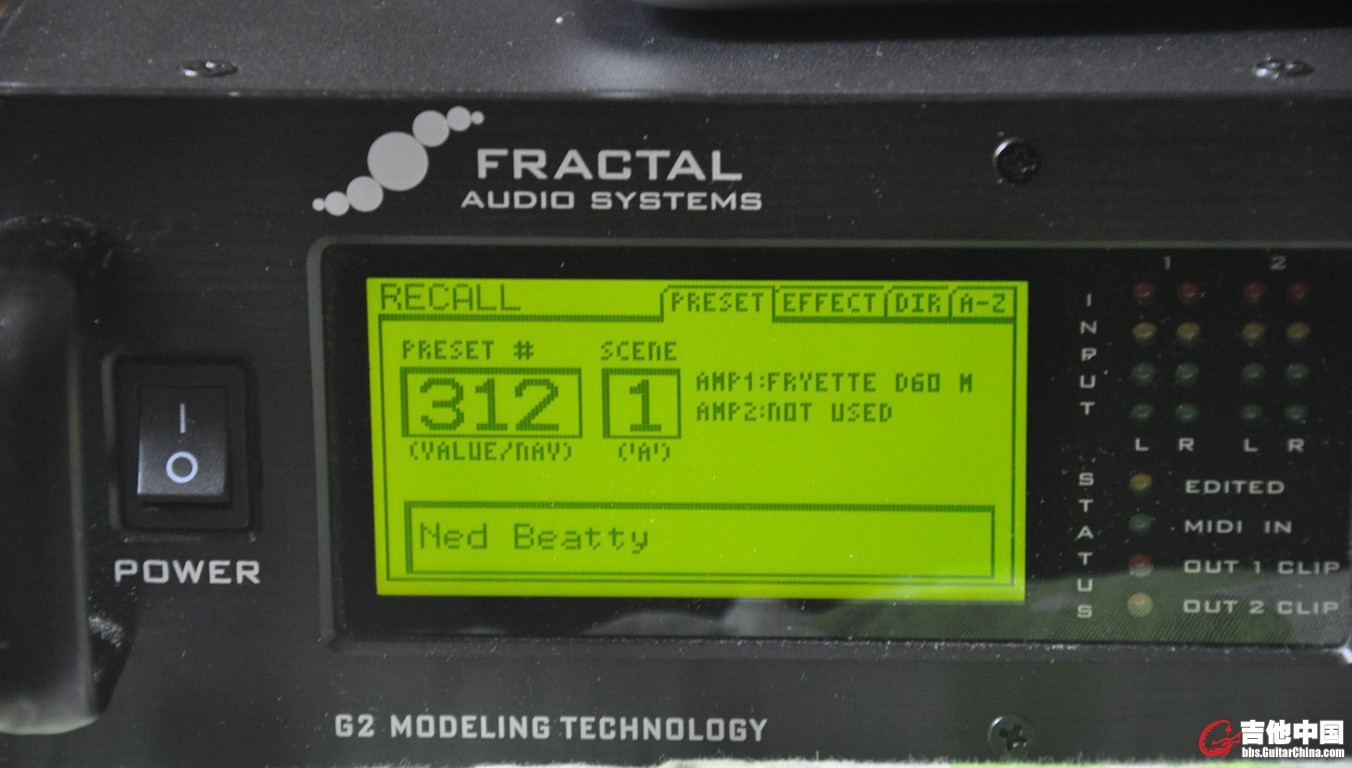 FRACTAL
AUDIO SYSTEMS
RECALL
PRESET EFFECT DIR A-Z
PRESET # SCENE
312 1
AMP1:FRYETTE D60 M
AMP2:NOT USED
(VALUE/NAV) ('A')
Ned Beatty
1 2
INPUT
L R L R
STATUS
EDITED
MIDI IN
OUT 1 CLIP
OUT 2 CLIP
POWER
G2 MODELING TECHNOLOGY
吉他中国
bbs.GuitarChina.com